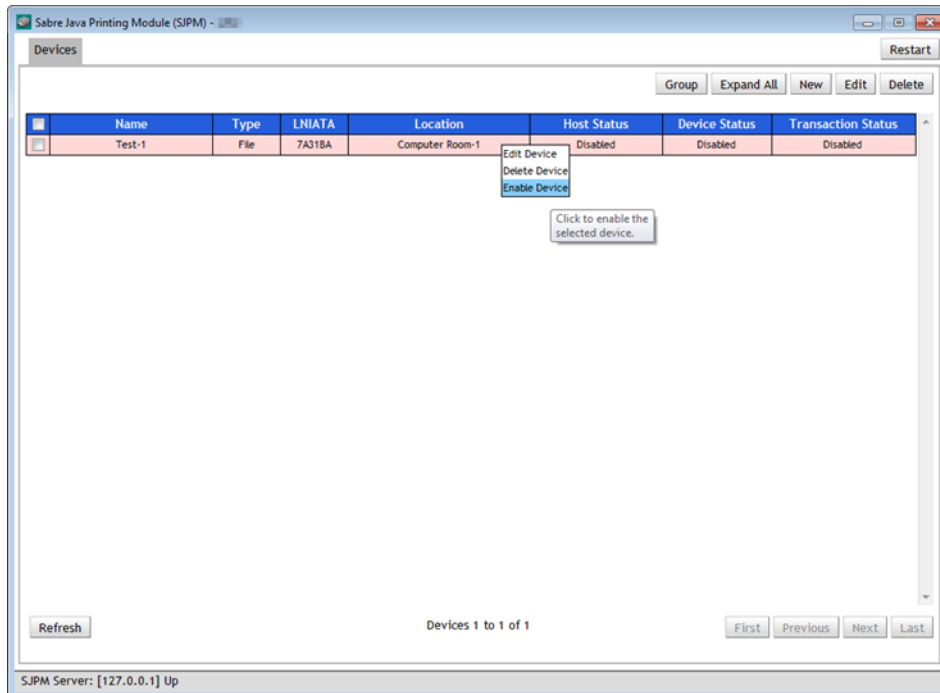 Sabre Java Printing Module (SJPM) -
Devices Restart
Group Expand All New Edit Delete
Name Type LNIATA Location Host Status Device Status Transaction Status
Test-1 File 7A31BA Computer Room-1 Disabled Disabled Disabled
Edit Device
Delete Device
Enable Device
Click to enable the
selected device.
Refresh Devices 1 to 1 of 1 First Previous Next Last
SJPM Server: [127.0.0.1] Up